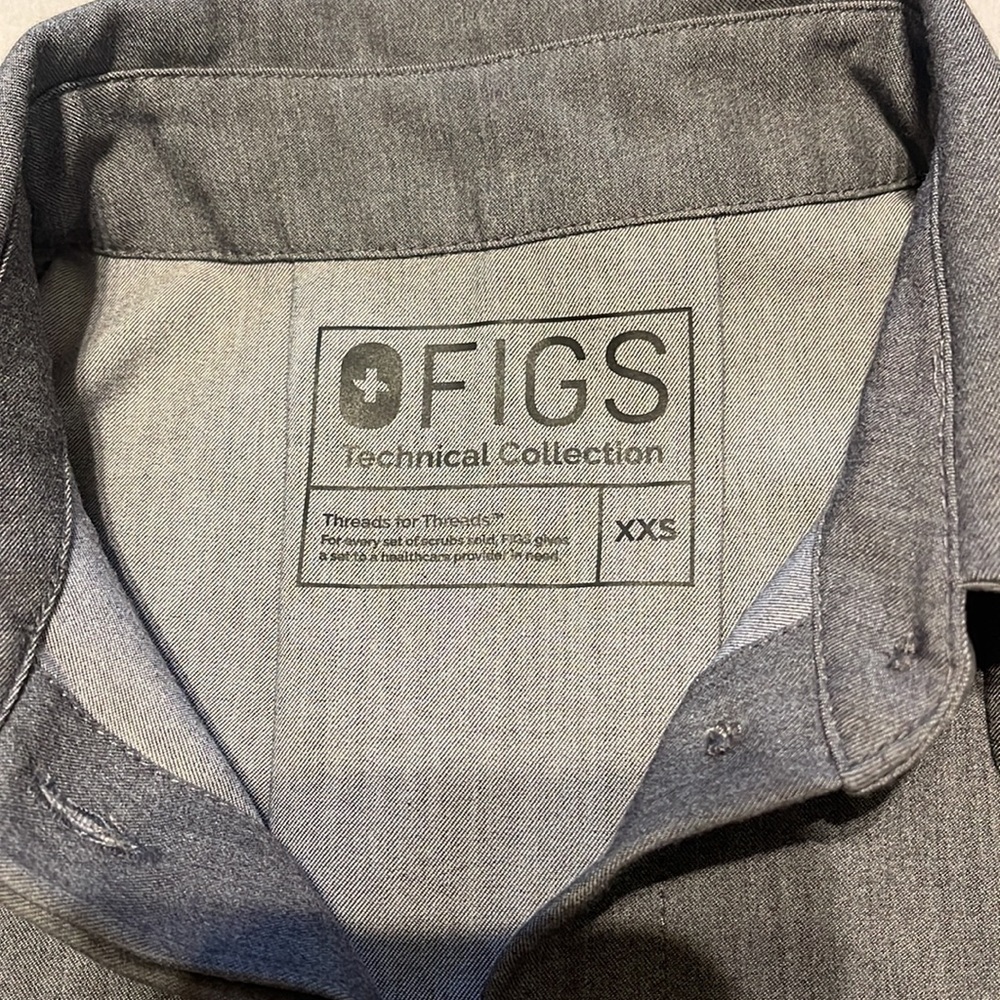 FIGS
Technical Collection
Threads for Threads™
For every set of scrubs sold, FIGS gives
a set to a healthcare provider in need.
XXS